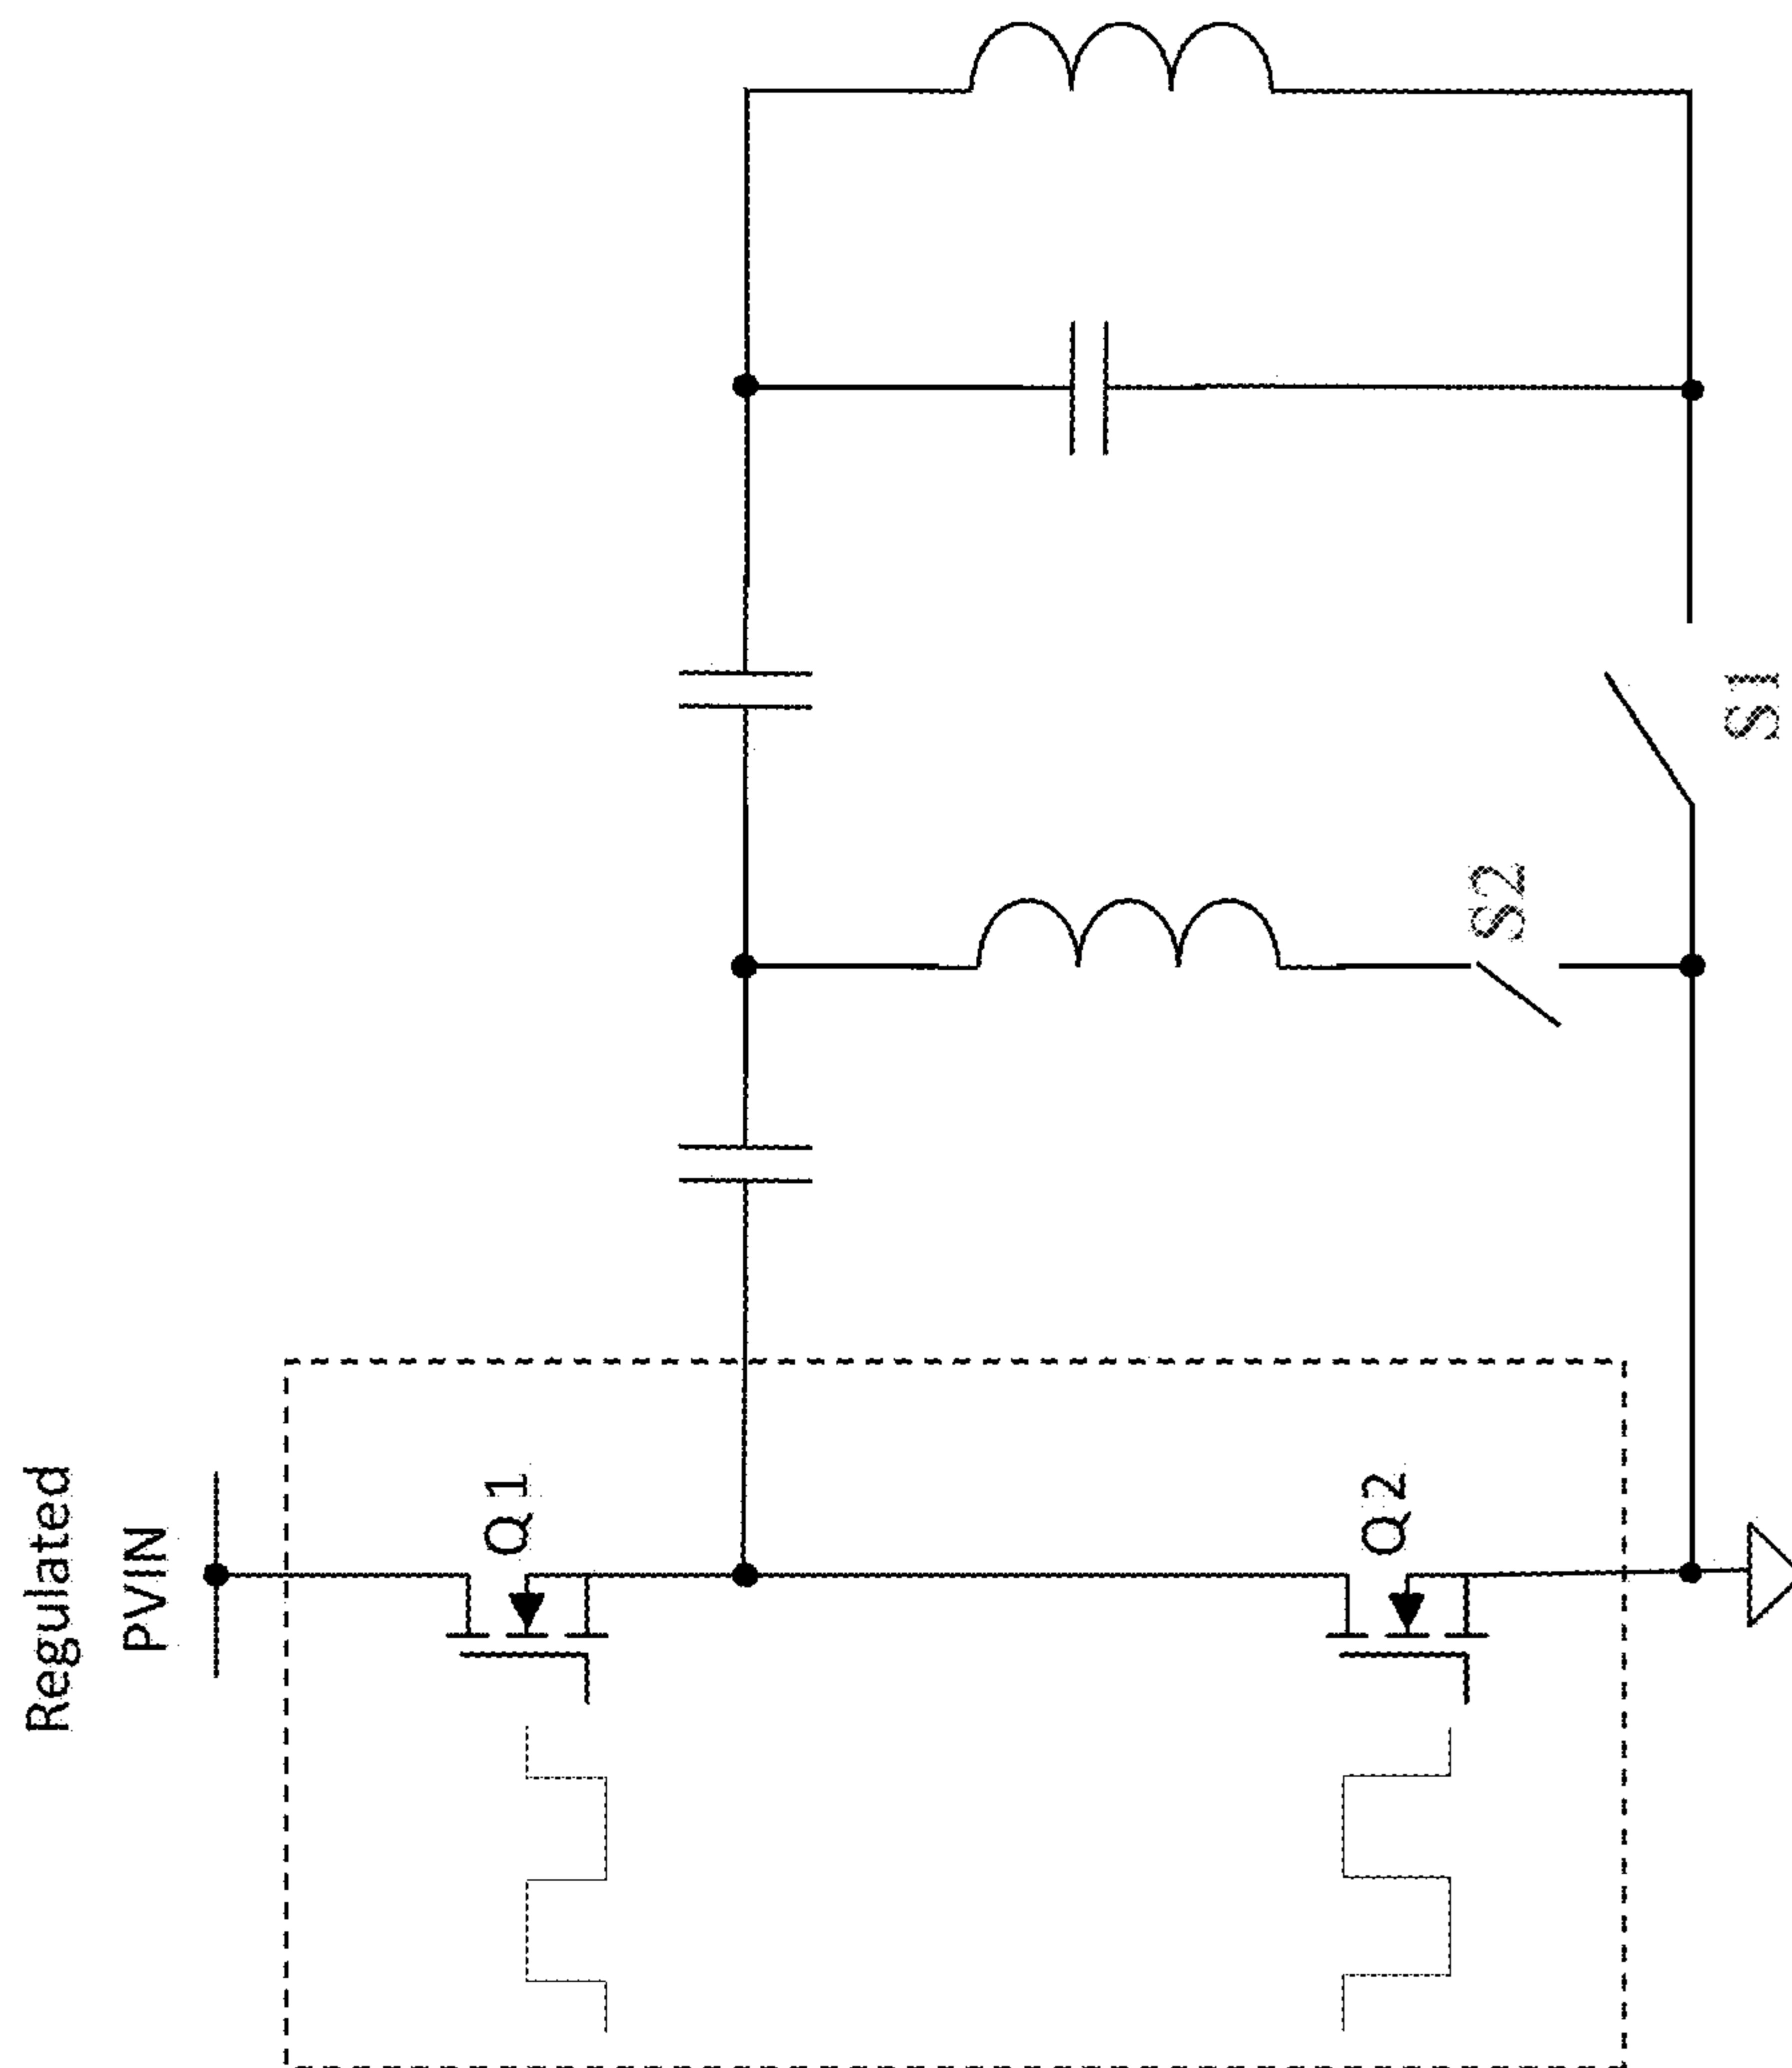 Regulated
PVIN
Q1
Q2
S2
S1